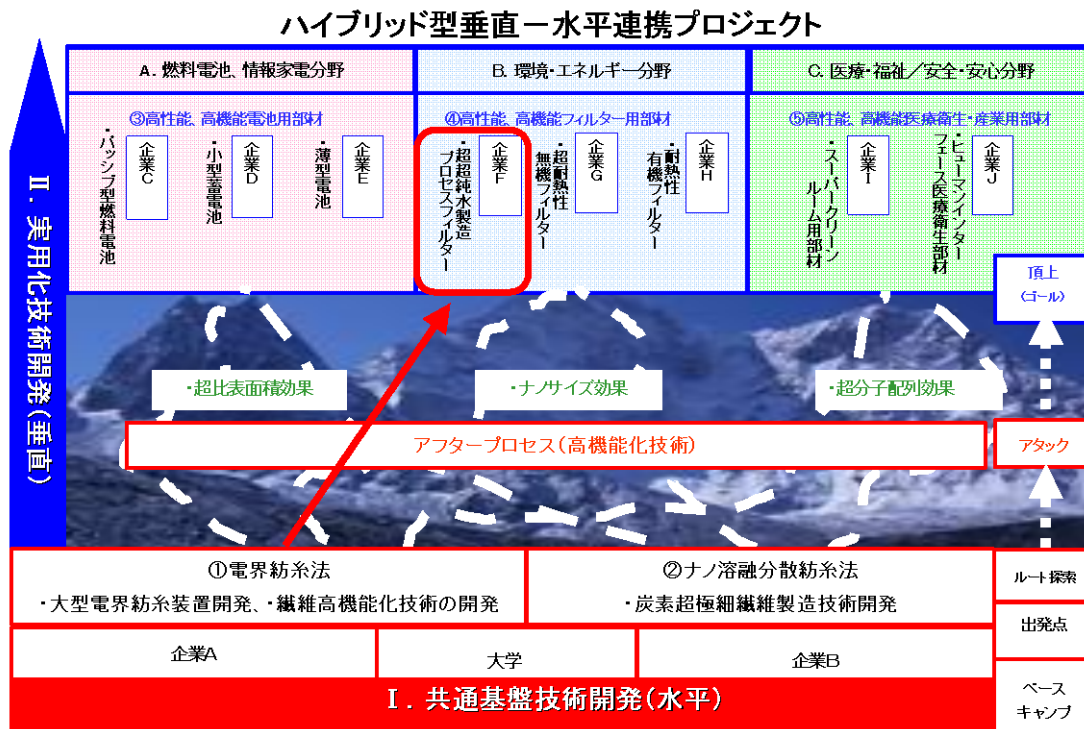 ハイブリッド型垂直－水平連携プロジェクト
A．燃料電池、情報家電分野
B．環境・エネルギー分野
C．医療・福祉／安全・安心分野
③高性能、高機能電池用部材
④高性能、高機能フィルター用部材
⑤高性能、高機能医療衛生・産業用部材
企業C
・パッシブ型燃料電池
企業D
・小型蓄電池
企業E
・薄型電池
企業F
・超超純水製造
プロセスフィルター
企業G
・超耐熱性
無機フィルター
企業H
・耐熱性
有機フィルター
企業I
・スーパークリーン
ルーム用部材
企業J
・ヒューマンインター
フェース医療衛生部材
Ⅱ．実用化技術開発(垂直)
頂上
(ゴール)
・超比表面積効果
・ナノサイズ効果
・超分子配列効果
アフタープロセス(高機能化技術)
アタック
①電界紡糸法
・大型電界紡糸装置開発、・繊維高機能化技術の開発
②ナノ溶融分散紡糸法
・炭素超極細繊維製造技術開発
ルート探索
出発点
企業A
大学
企業B
Ⅰ．共通基盤技術開発(水平)
ベース
キャンプ